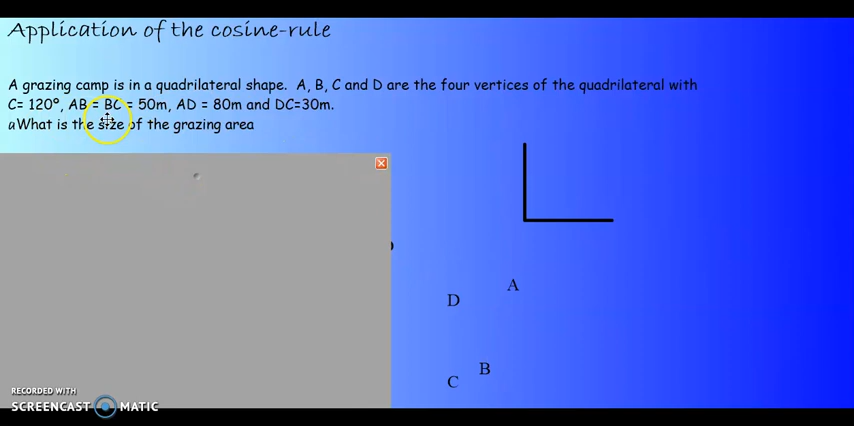 Application of the cosine-rule
A grazing camp is in a quadrilateral shape. A, B, C and D are the four vertices of the quadrilateral with
C= 120º, AB = BC = 50m, AD = 80m and DC=30m.
aWhat is the size of the grazing area
A
D
B
C
RECORDED WITH
SCREENCAST MATIC